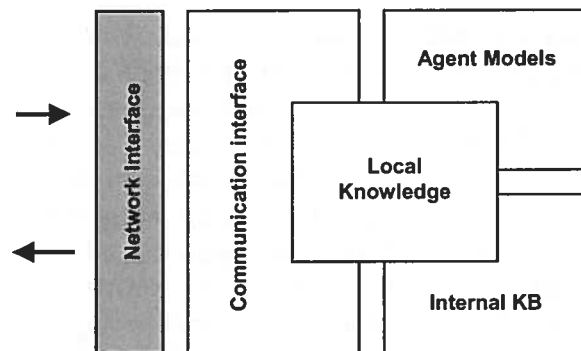 Network Interface
Communication interface
Agent Models
Local
Knowledge
Internal KB